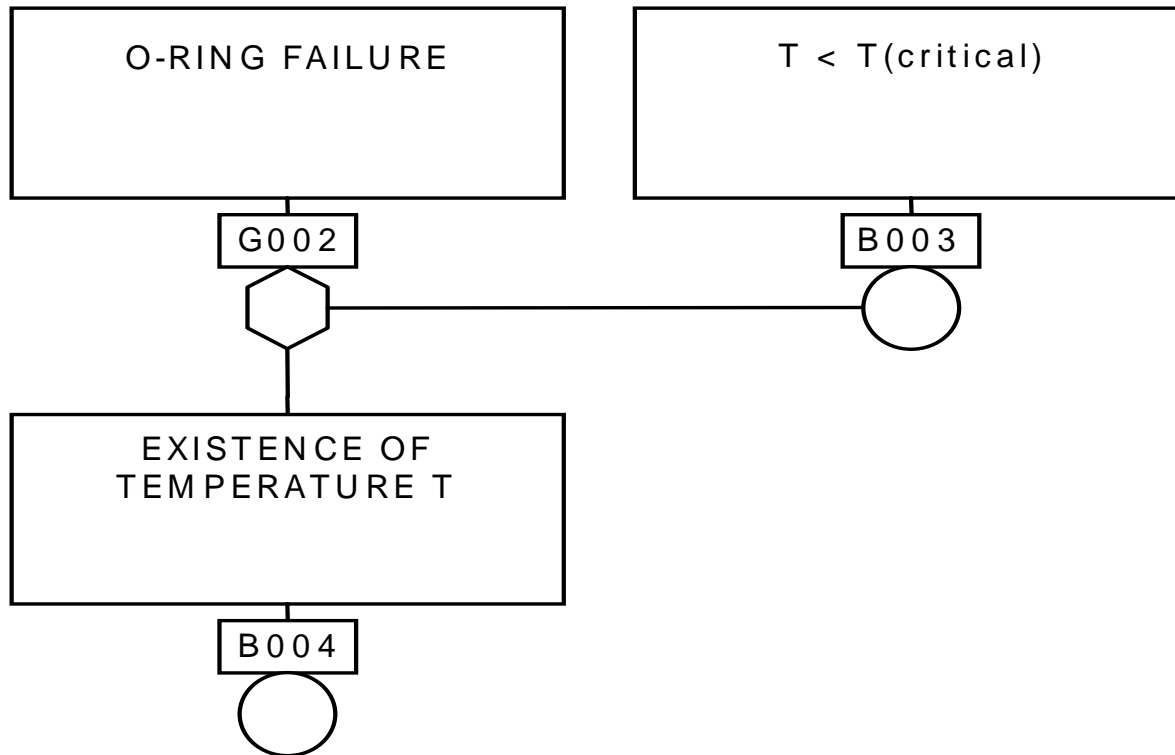 O-RING FAILURE
T < T(critical)
G002
B003
EXISTENCE OF
TEMPERATURE T
B004